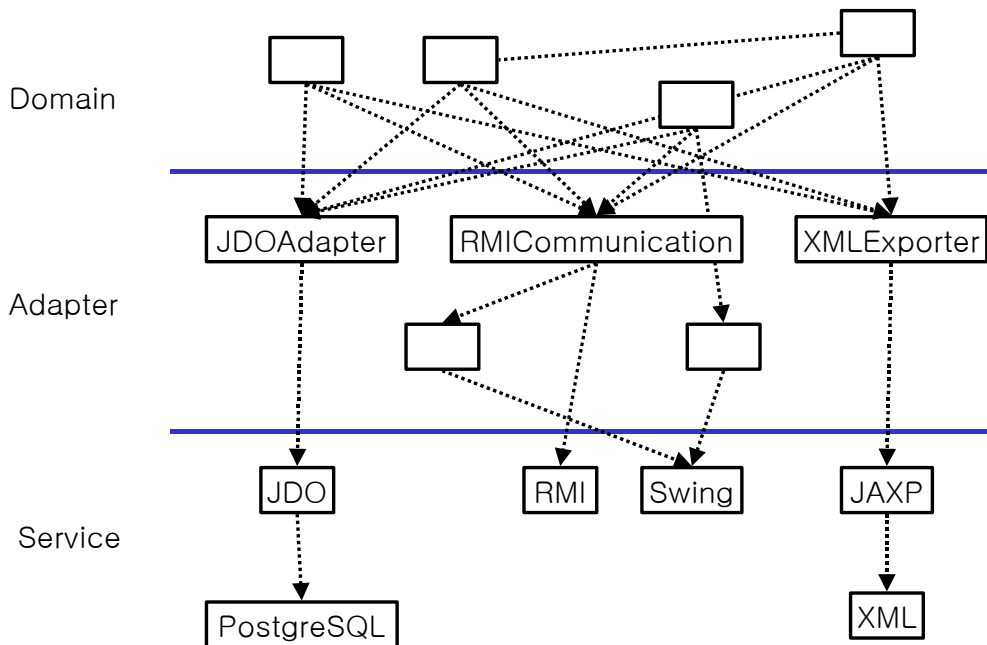 Domain
JDOAdapter
RMICommunication
XMLExporter
Adapter
JDO
RMI
Swing
JAXP
Service
PostgreSQL
XML